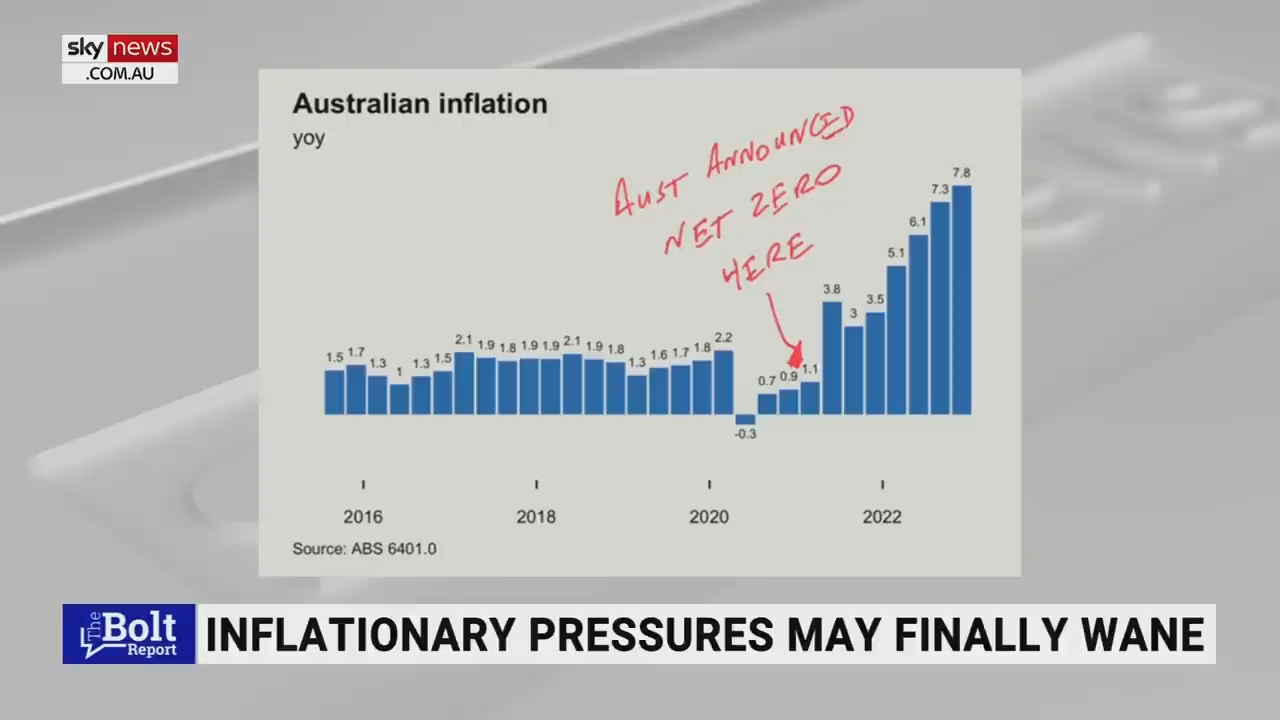 sky news
.COM.AU
Australian inflation
yoy
AUST ANNOUNCED
NET ZERO
HERE
1.5 1.7 1.3 1 1.3 1.5 2.1 1.9 1.8 1.9 1.9 2.1 1.9 1.8 1.3 1.6 1.7 1.8 2.2 -0.3 0.7 0.9 1.1 3.8 3 3.5 5.1 6.1 7.3 7.8
2016 2018 2020 2022
Source: ABS 6401.0
The Bolt Report
INFLATIONARY PRESSURES MAY FINALLY WANE